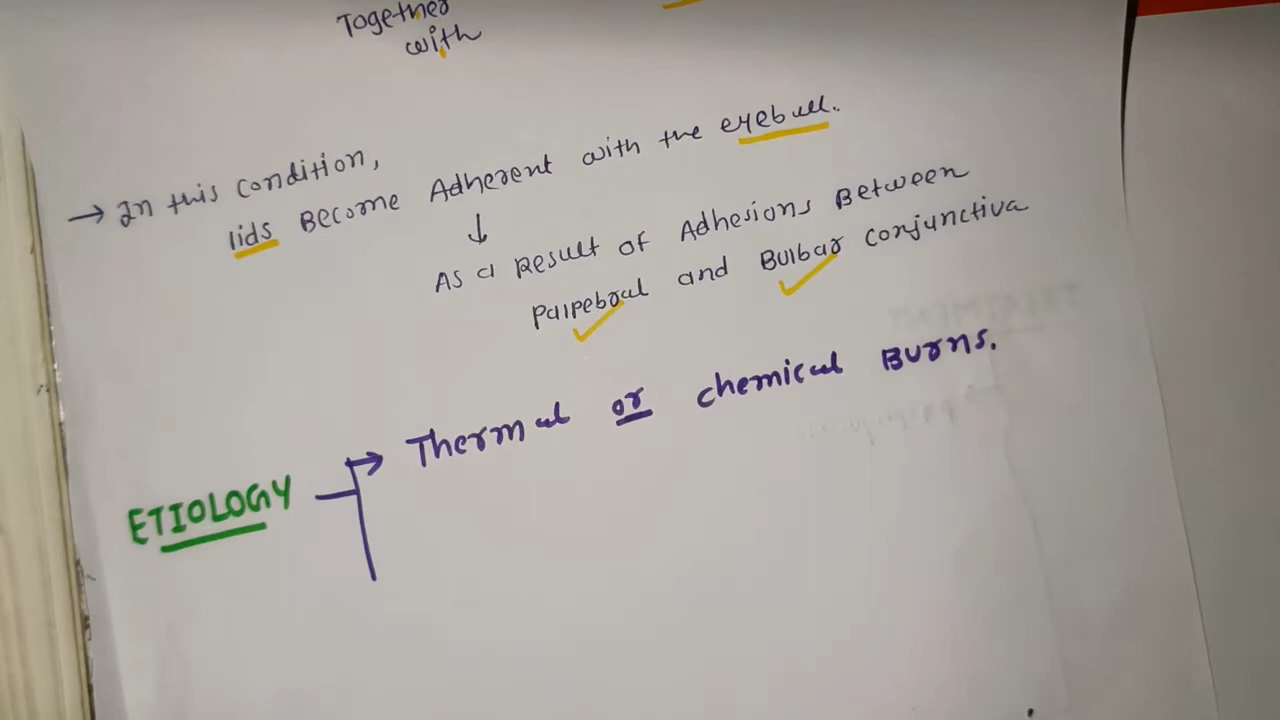 Together
with
→ In this condition,
lids Become Adherent with the eyeball.
↓
As a Result of Adhesions Between
Palpebral and Bulbar conjunctiva
ETIOLOGY → Thermal or chemical Burns.